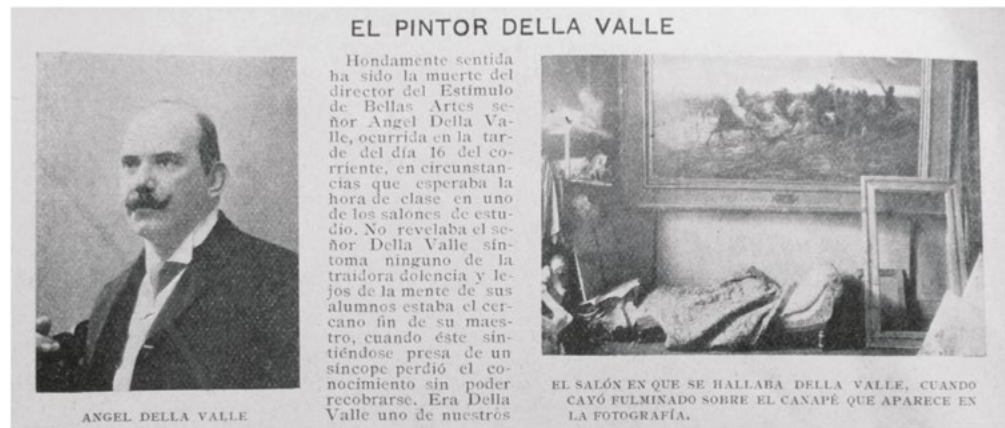 EL PINTOR DELLA VALLE
Hondamente sentida
ha sido la muerte del
director del Estímulo
de Bellas Artes se-
ñor Angel Della Va-
lle, ocurrida en la tar-
de del día 16 del co-
rriente, en circunstan-
cias que esperaba la
hora de clase en uno
de los salones de estu-
dio. No revelaba el se-
ñor Della Valle sín-
toma ninguno de la
traidora dolencia y le-
jos de la mente de sus
alumnos estaba el cer-
cano fin de su maes-
tro, cuando éste sin-
tiéndose presa de un
síncope perdió el co-
nocimiento sin poder
recobrarse. Era Della
Valle uno de nuestros
ANGEL DELLA VALLE
EL SALÓN EN QUE SE HALLABA DELLA VALLE, CUANDO
CAYÓ FULMINADO SOBRE EL CANAPÉ QUE APARECE EN
LA FOTOGRAFÍA.